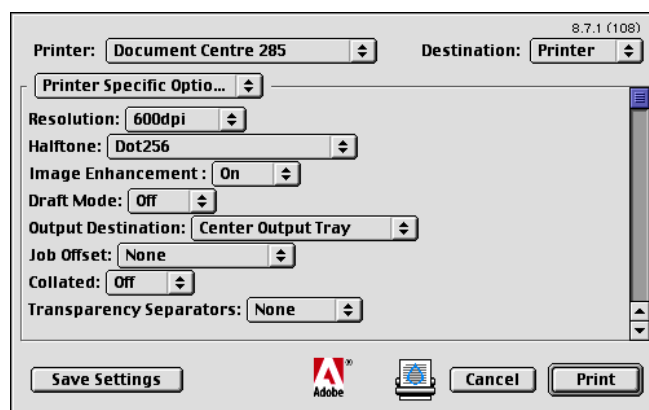 8.7.1 (108)
Printer: Document Centre 285 Destination: Printer
Printer Specific Optio...
Resolution: 600dpi
Halftone: Dot256
Image Enhancement : On
Draft Mode: Off
Output Destination: Center Output Tray
Job Offset: None
Collated: Off
Transparency Separators: None
Save Settings Adobe® Cancel Print